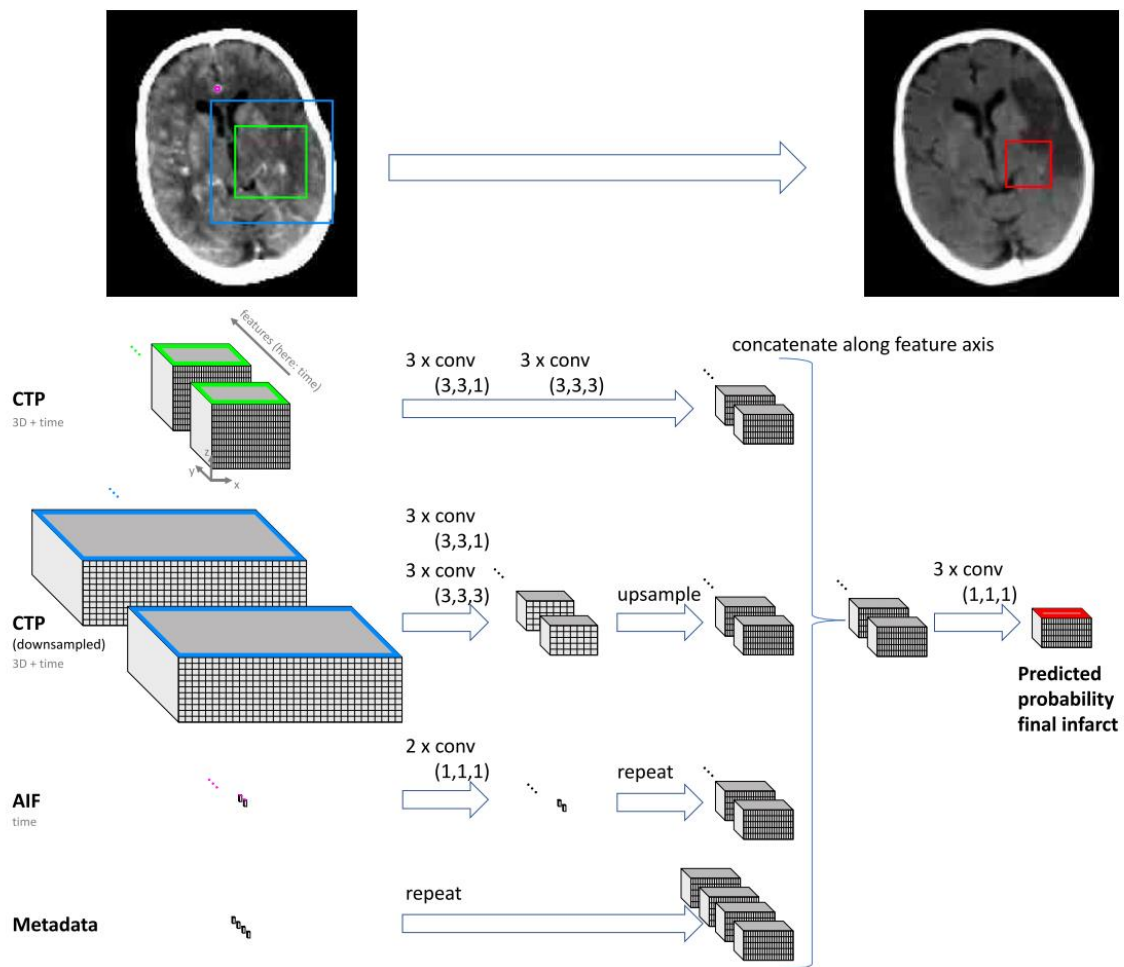 features (here: time)
concatenate along feature axis
3 x conv
(3,3,1)
3 x conv
(3,3,3)
CTP
3D + time
z
y
x
3 x conv
(3,3,1)
3 x conv
(3,3,3)
upsample
3 x conv
(1,1,1)
CTP
(downsampled)
3D + time
Predicted
probability
final infarct
2 x conv
(1,1,1)
repeat
AIF
time
repeat
Metadata